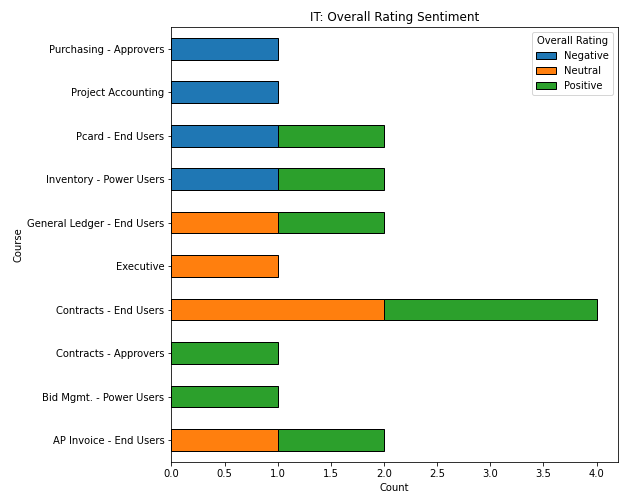 IT: Overall Rating Sentiment
Overall Rating
Negative
Neutral
Positive
Course
Purchasing - Approvers
Project Accounting
Pcard - End Users
Inventory - Power Users
General Ledger - End Users
Executive
Contracts - End Users
Contracts - Approvers
Bid Mgmt. - Power Users
AP Invoice - End Users
0.0 0.5 1.0 1.5 2.0 2.5 3.0 3.5 4.0
Count